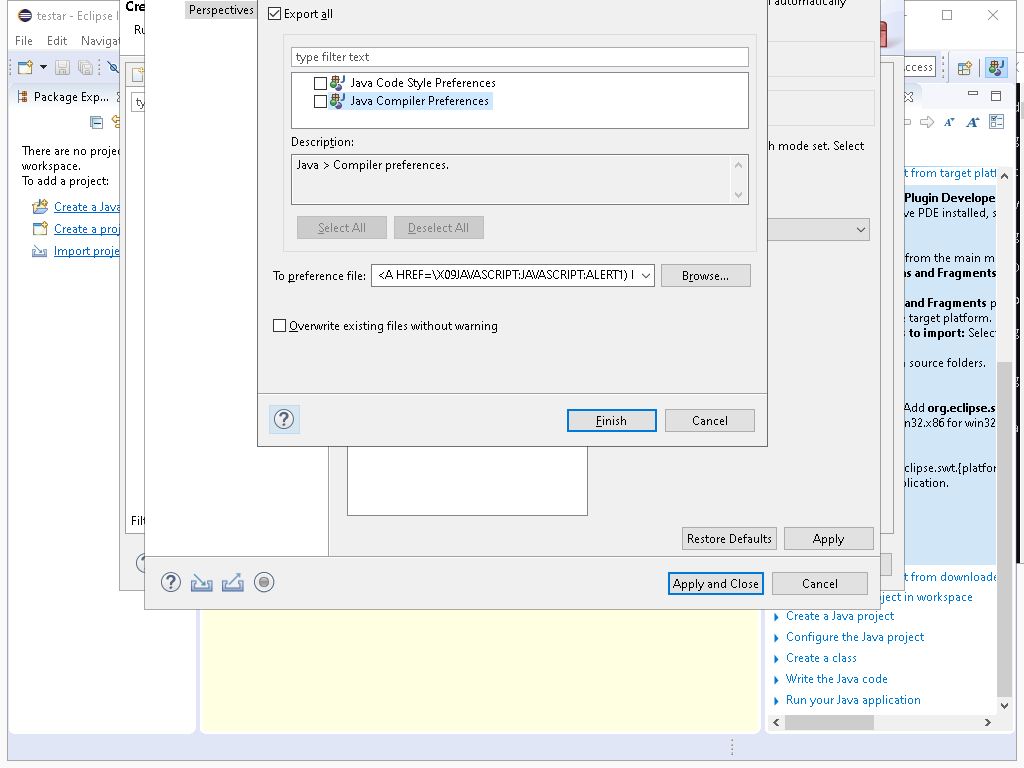 testar - Eclipse I
File Edit Navigat
Package Exp...
There are no projec
workspace.
To add a project:
Create a Java
Create a proj
Import proje
Cre
Ru
ty
Filt
Perspectives
automatically
h mode set. Select
Export all
type filter text
Java Code Style Preferences
Java Compiler Preferences
Description:
Java > Compiler preferences.
Select All
Deselect All
To preference file:
<A HREF=\X09JAVASCRIPT:JAVASCRIPT:ALERT1) I
Browse...
Overwrite existing files without warning
Finish
Cancel
Restore Defaults
Apply
Apply and Close
Cancel
ccess
t from target platf
Plugin Develope
ve PDE installed, s
from the main m
ns and Fragments
and Fragments p
e target platform.
s to import: Selec
source folders.
Add org.eclipse.s
n32.x86 for win32
clipse.swt.{platfor
plication.
t from downloade
ject in workspace
Create a Java project
Configure the Java project
Create a class
Write the Java code
Run your Java application